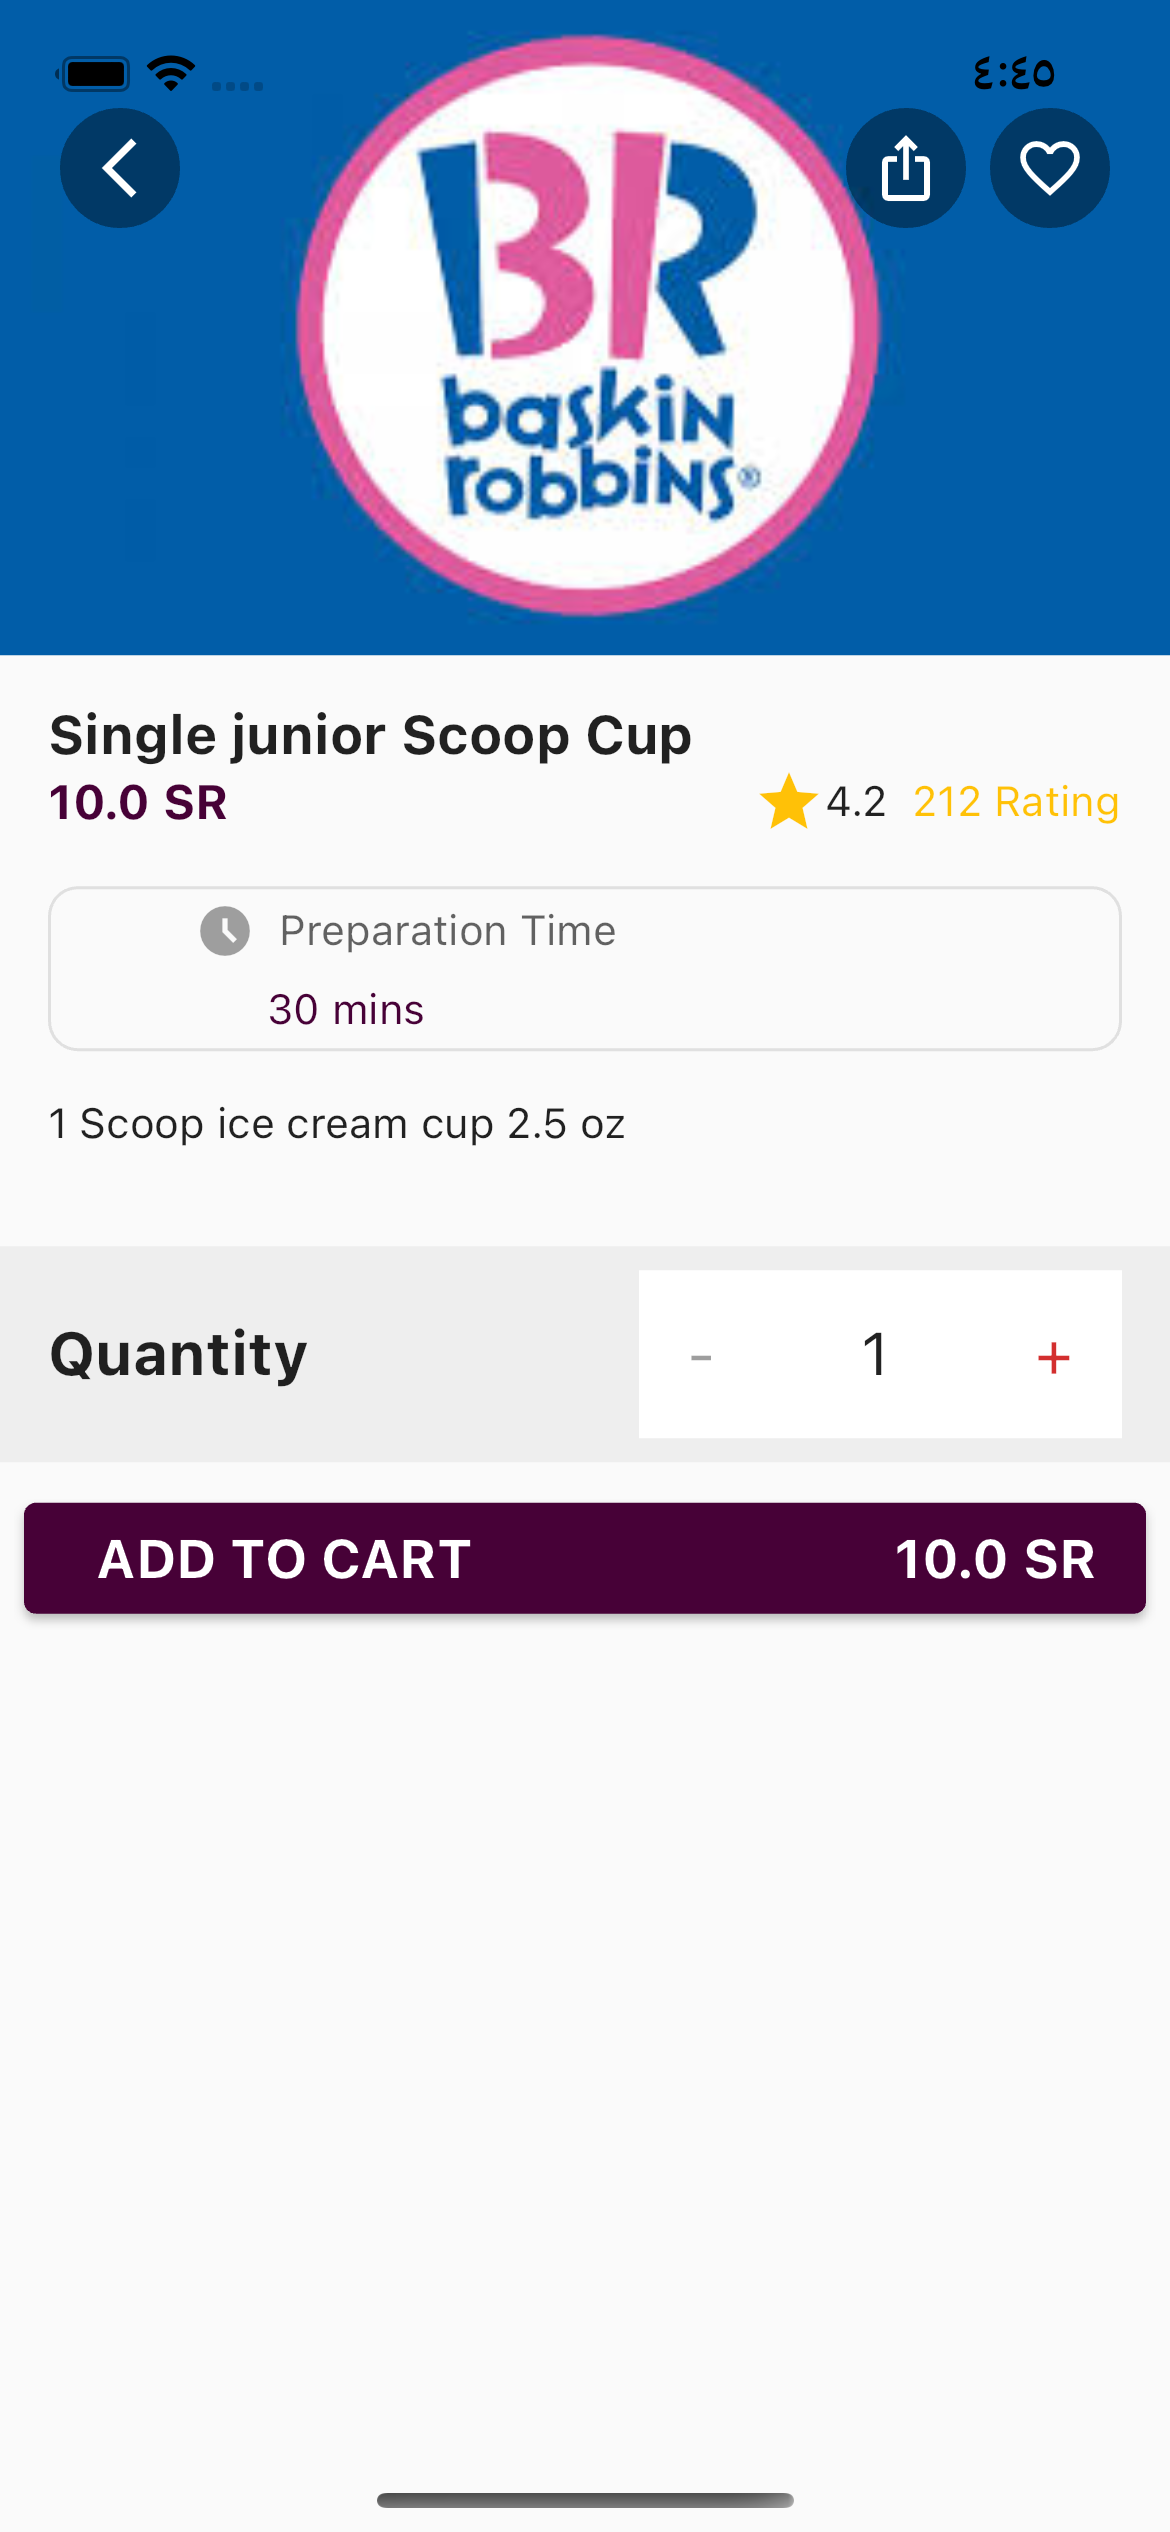 ٤:٤٥
BR
baskin
robbins®
Single junior Scoop Cup
10.0 SR
4.2 212 Rating
Preparation Time
30 mins
1 Scoop ice cream cup 2.5 oz
Quantity
- 1 +
ADD TO CART 10.0 SR